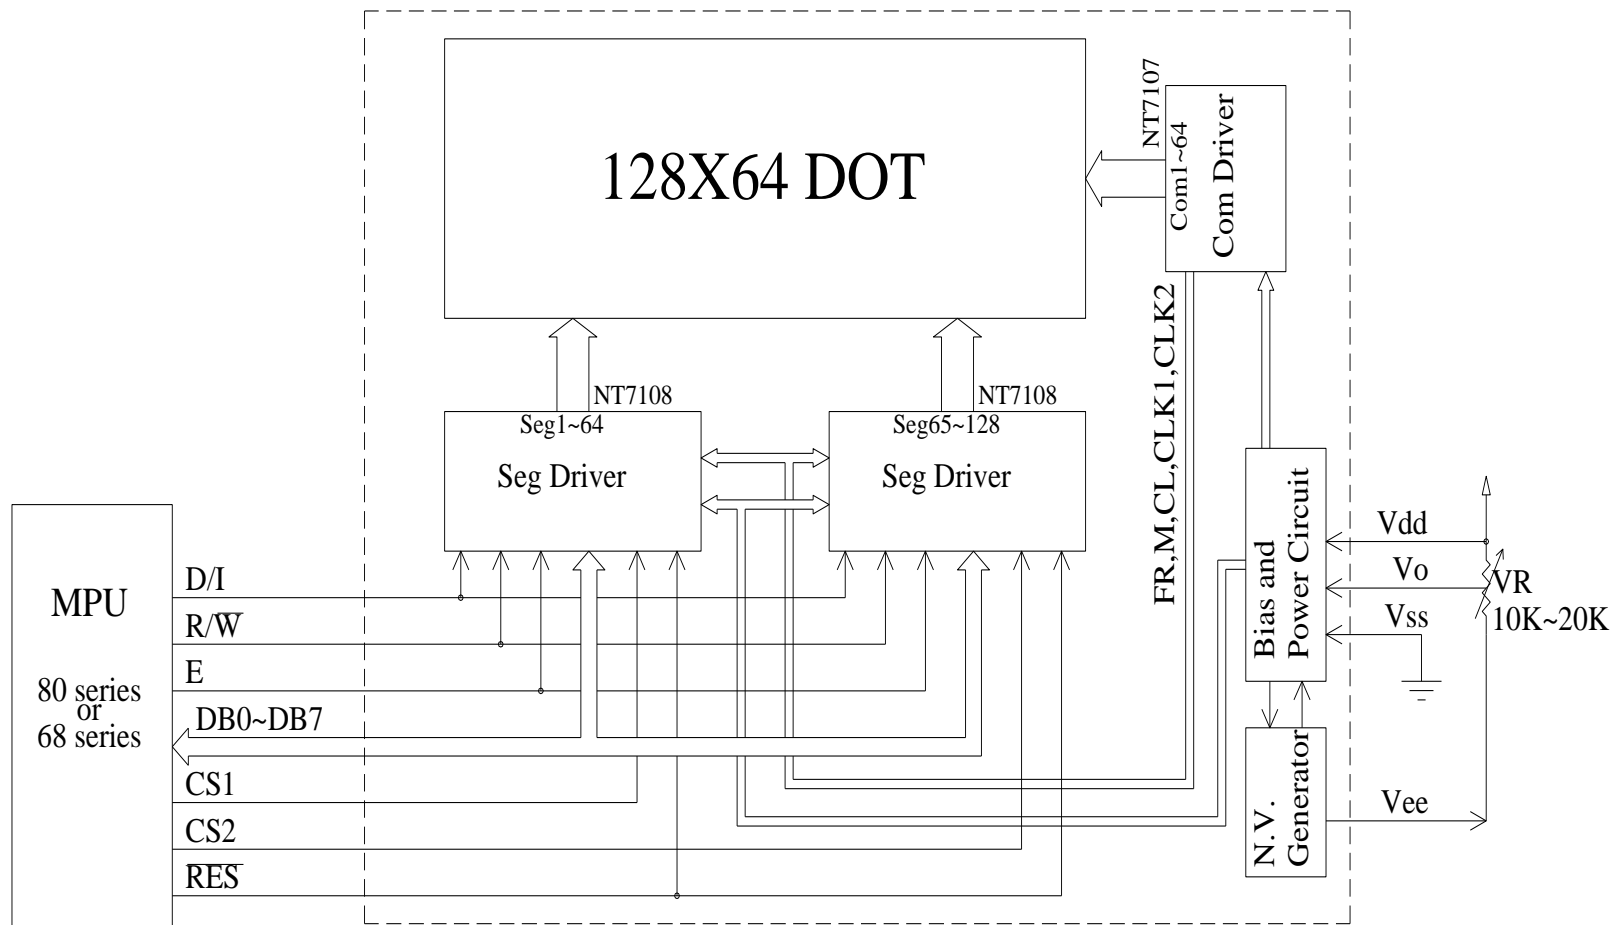 128X64 DOT
NT7107
Com1~64
Com Driver
FR,M,CL,CLK1,CLK2
NT7108
Seg1~64
Seg Driver
NT7108
Seg65~128
Seg Driver
MPU
80 series
or
68 series
D/I
R/W̅
E
DB0~DB7
CS1
CS2
R̅E̅S̅
Bias and
Power Circuit
Vdd
Vo
Vss
VR
10K~20K
N.V.
Generator
Vee